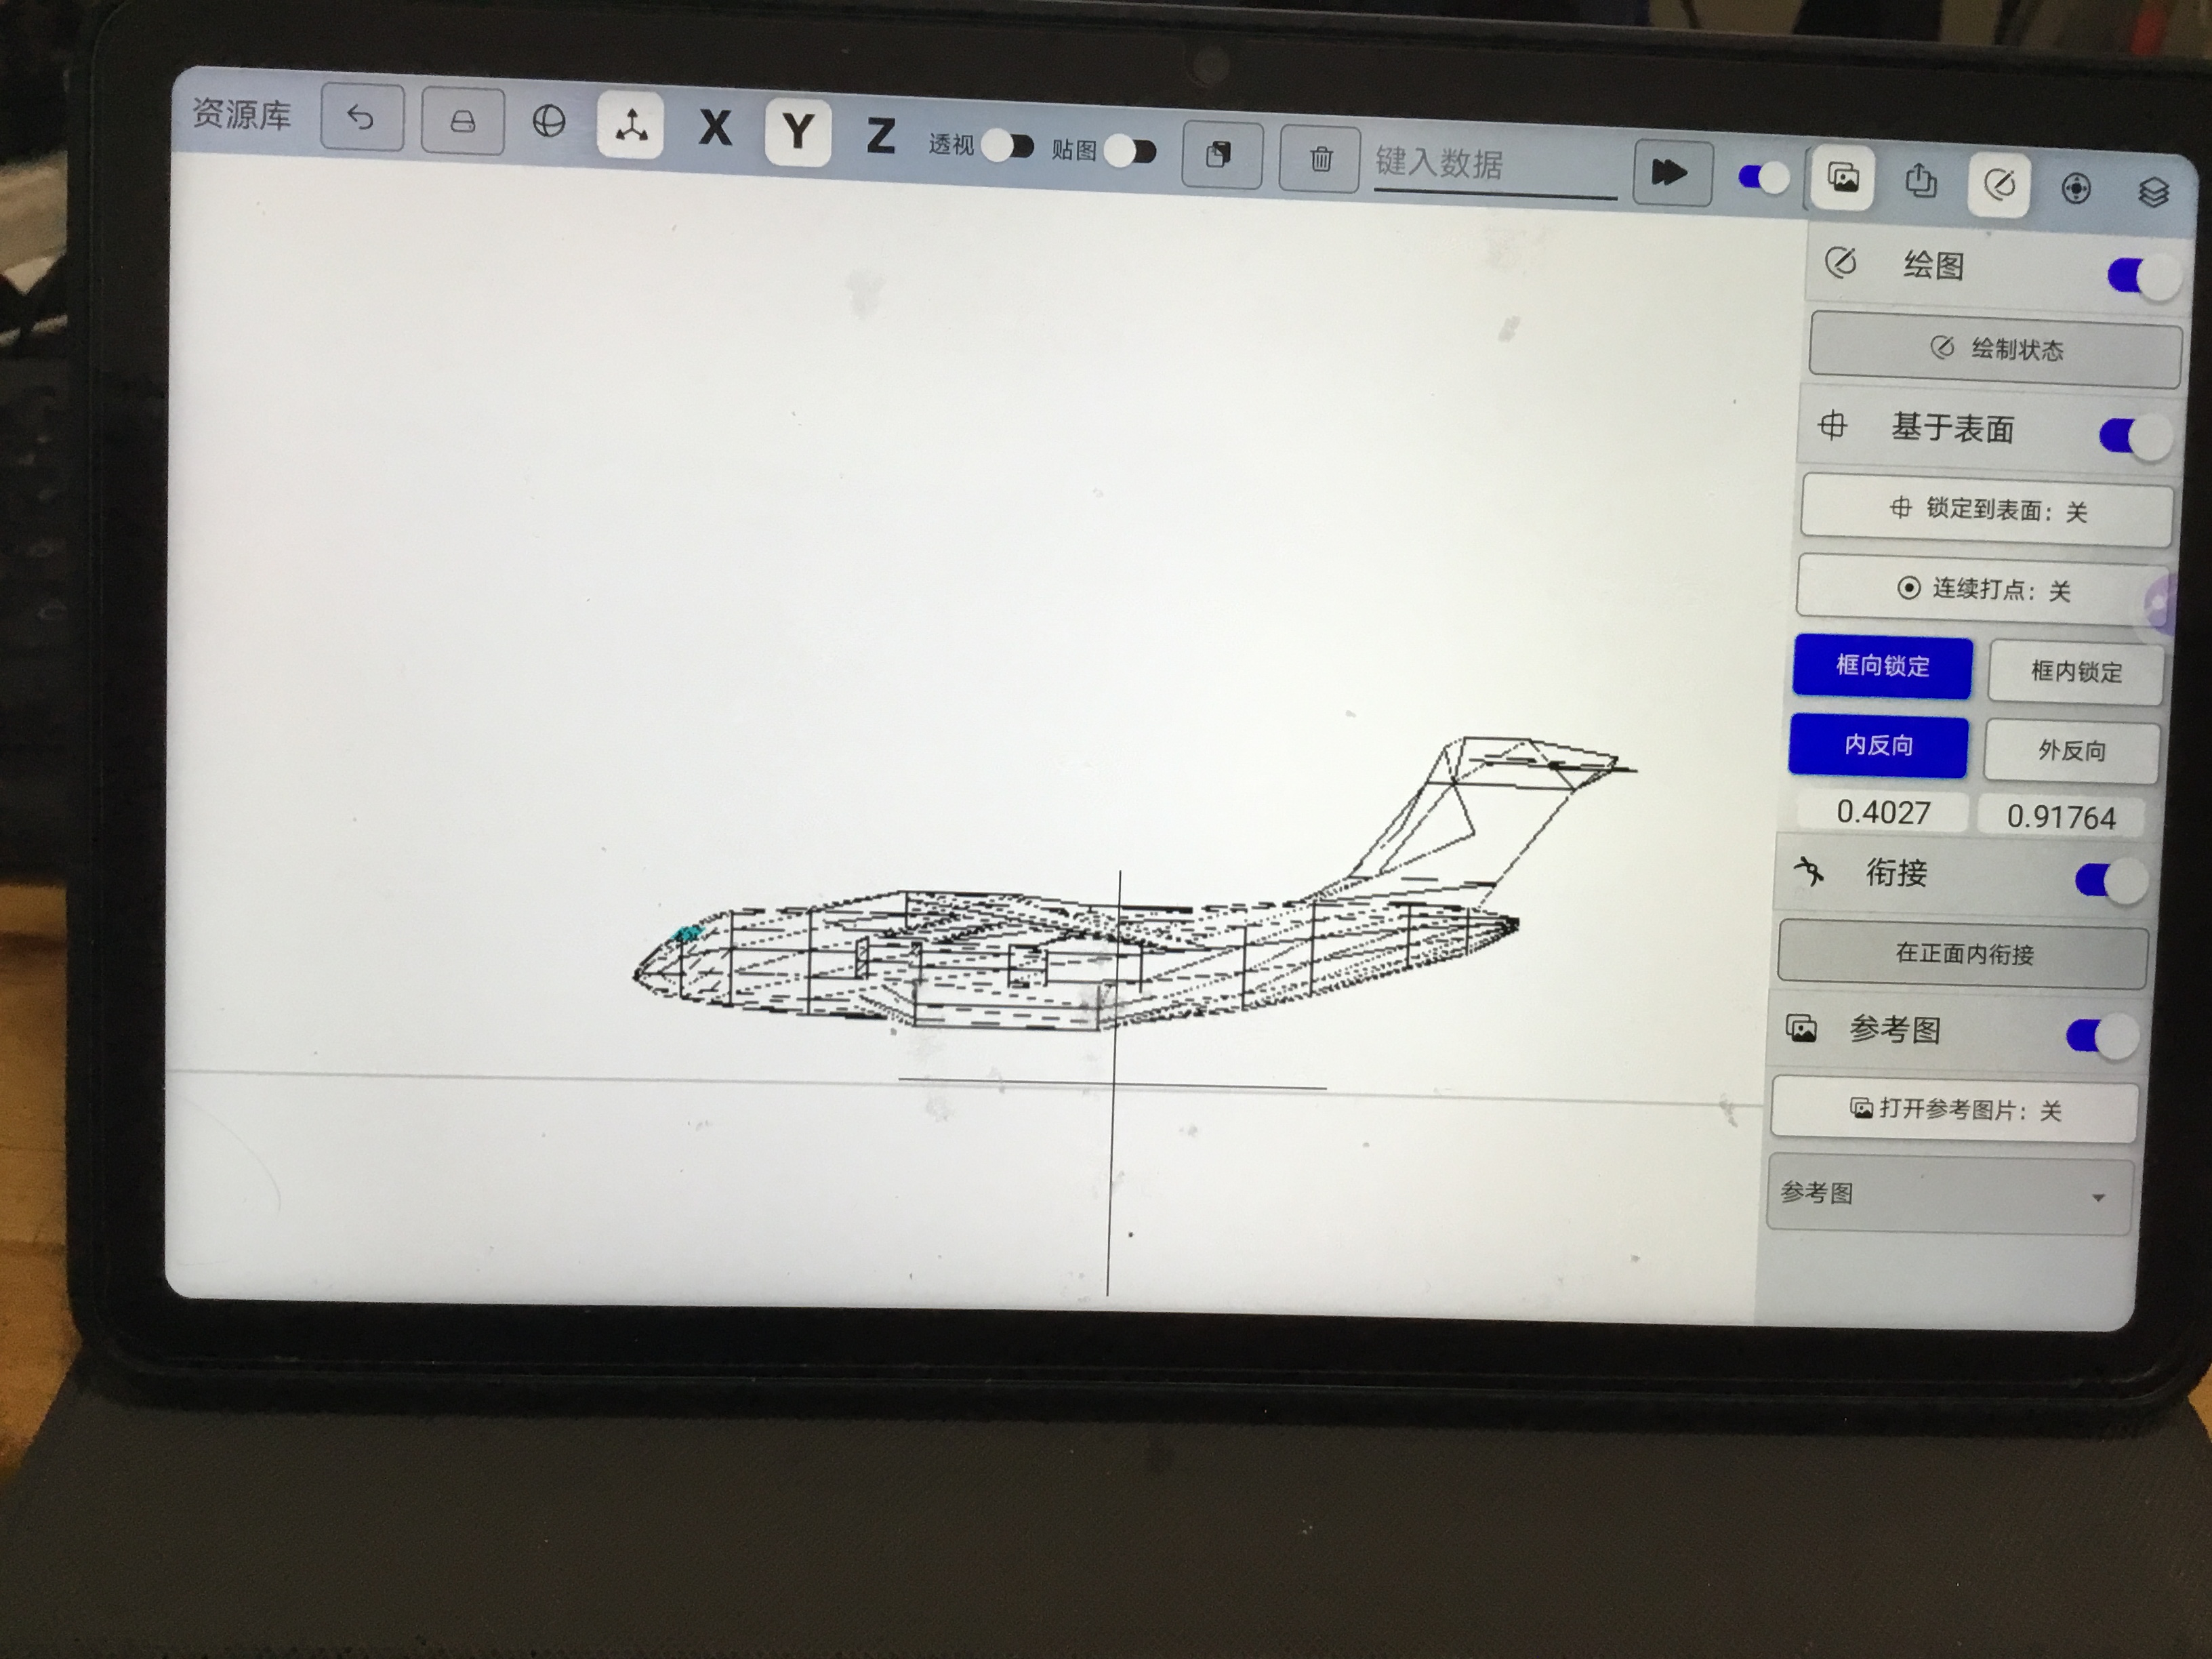 资源库 X Y Z 透视 贴图 键入数据
绘图
绘制状态
基于表面
锁定到表面：关
连续打点：关
框向锁定 框内锁定
内反向 外反向
0.4027 0.91764
衔接
在正面内衔接
参考图
打开参考图片：关
参考图